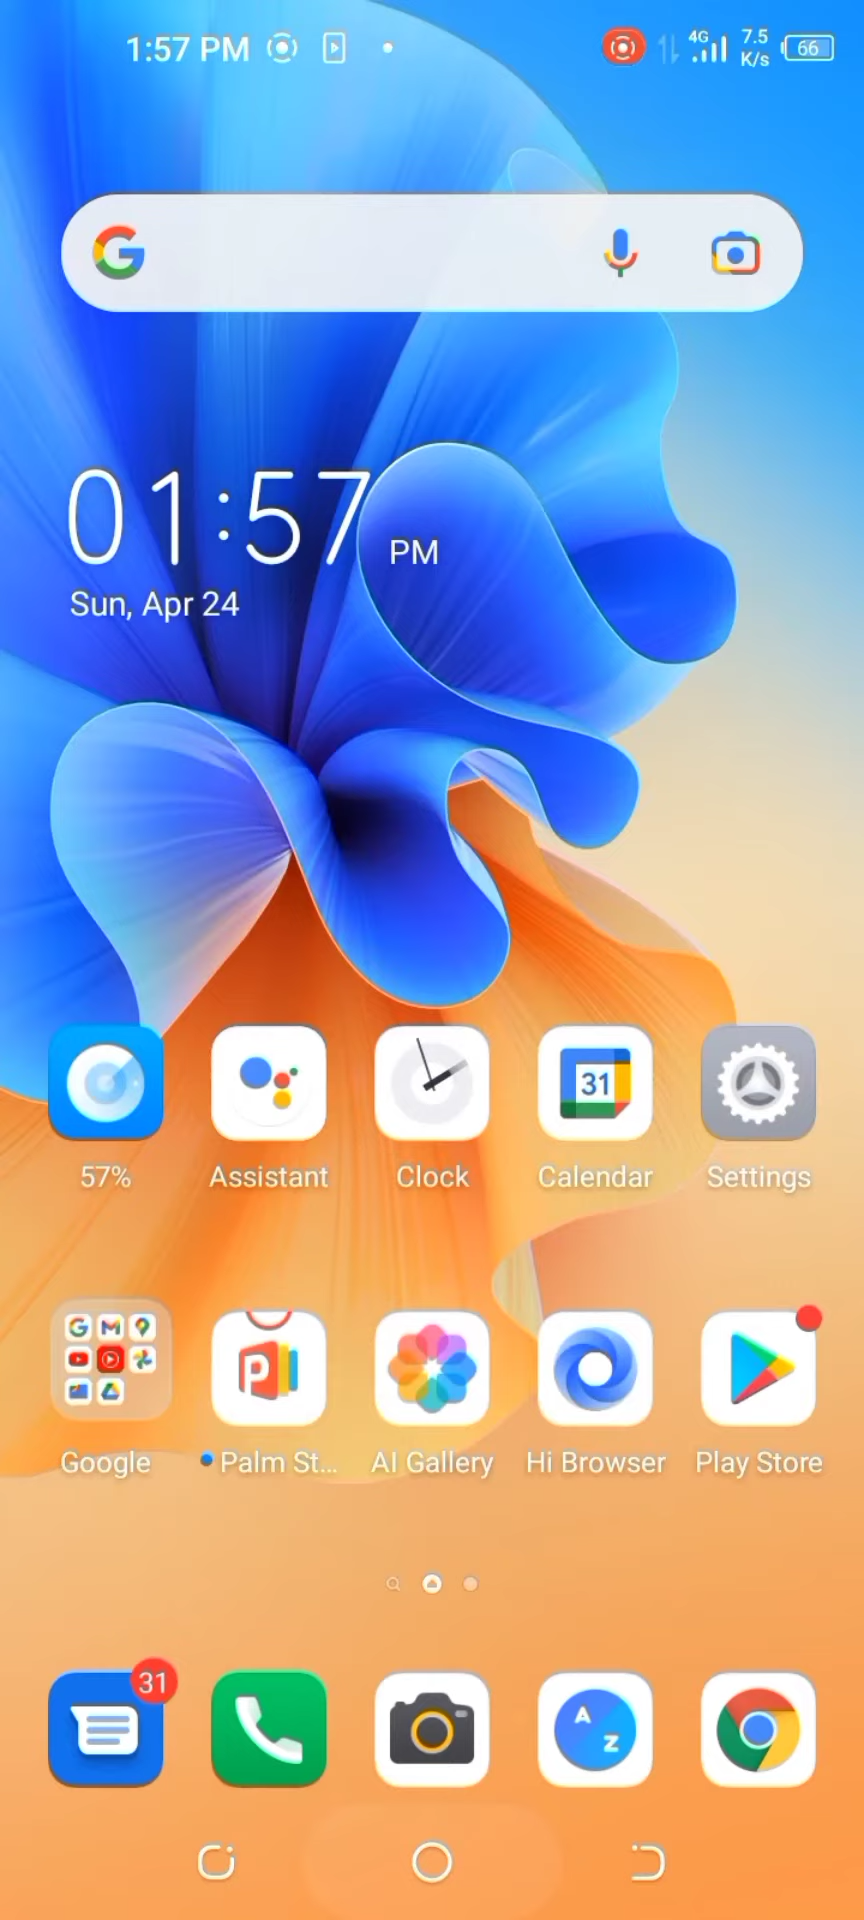 1:57 PM
4G 7.5 K/s 66
01:57 PM
Sun, Apr 24
31
57% Assistant Clock Calendar Settings
Google Palm St... AI Gallery Hi Browser Play Store
31
A
Z